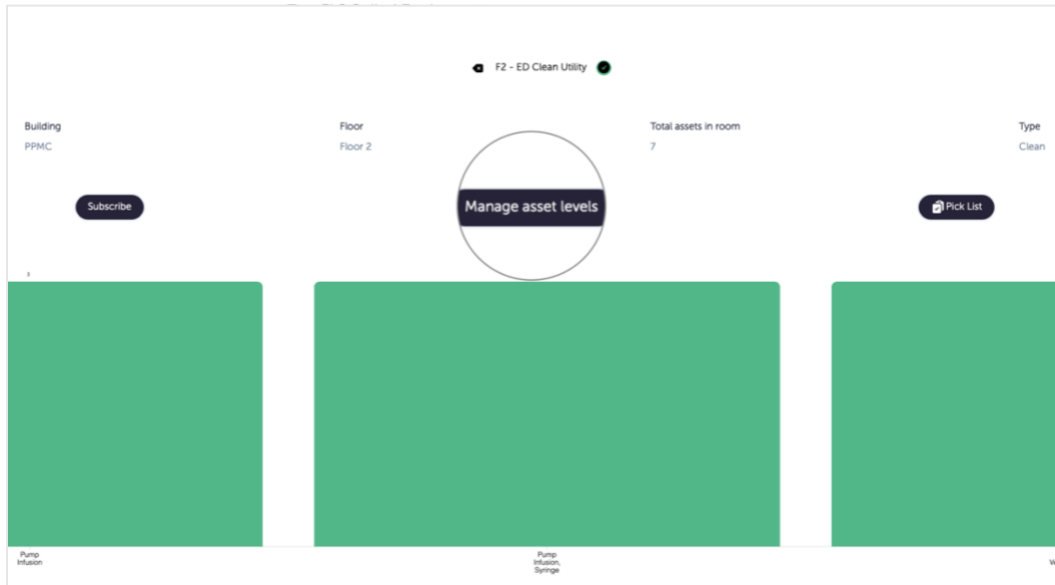 F2 - ED Clean Utility
Building
Floor
Total assets in room
Type
PPMC
Floor 2
7
Clean
Subscribe
Manage asset levels
Pick List
Pump
Infusion
Pump
Infusion,
Syringe